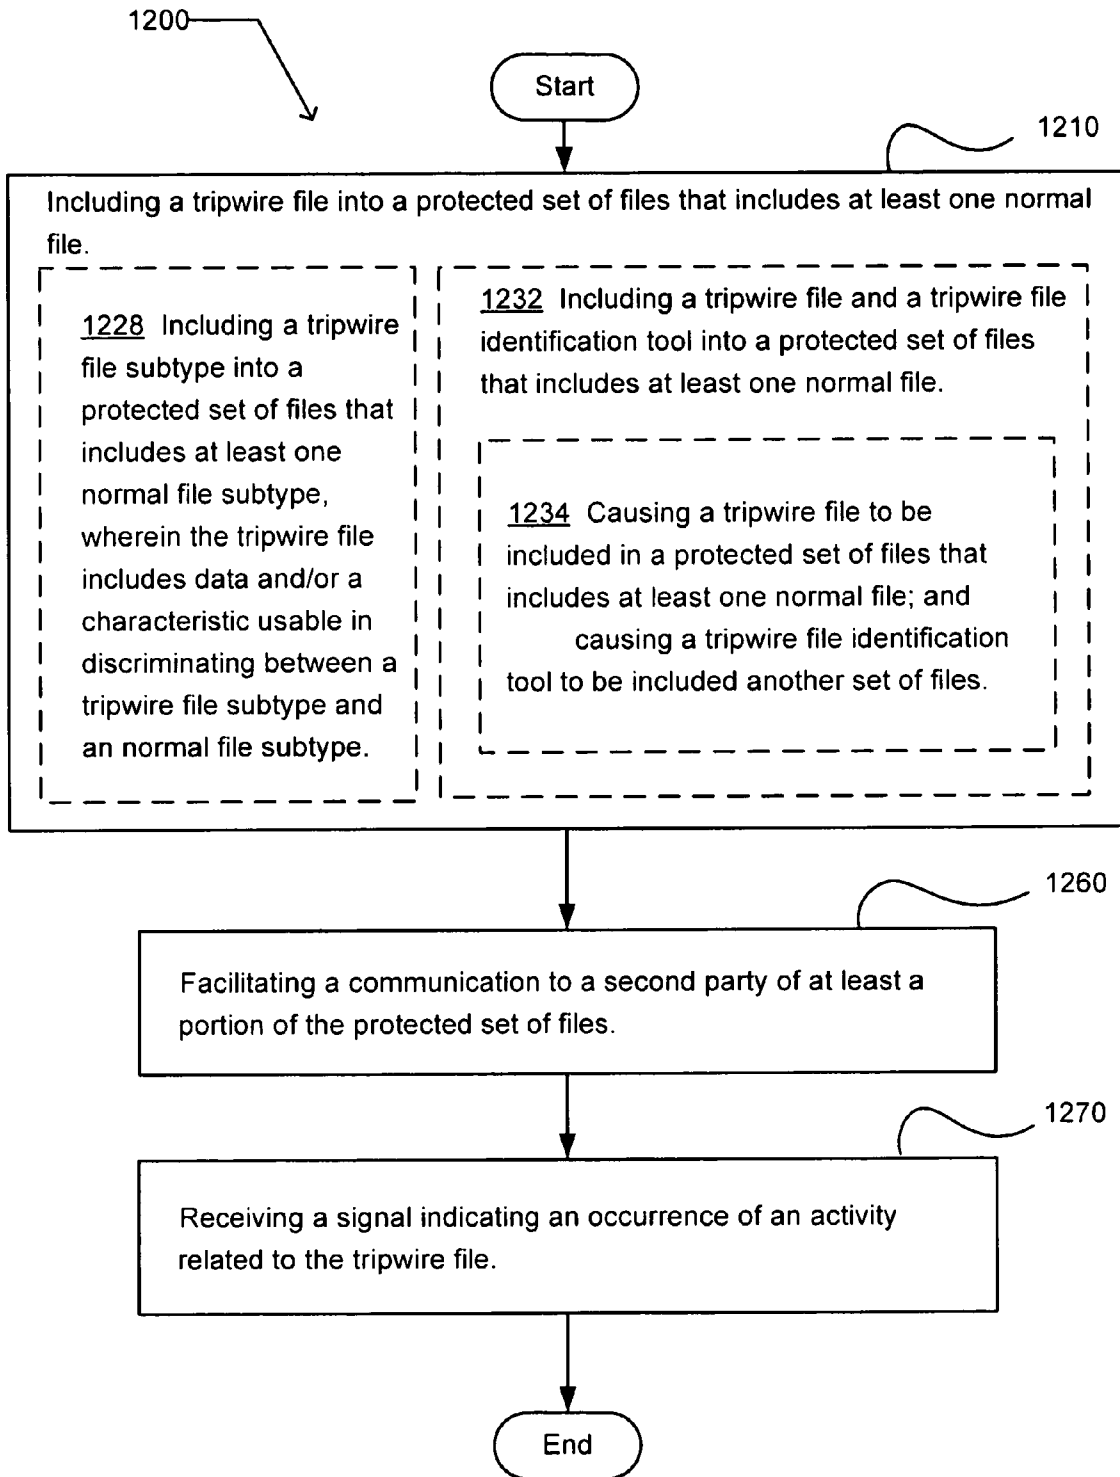 1200
Start
1210
Including a tripwire file into a protected set of files that includes at least one normal
file.
1228 Including a tripwire
file subtype into a
protected set of files that
includes at least one
normal file subtype,
wherein the tripwire file
includes data and/or a
characteristic usable in
discriminating between a
tripwire file subtype and
an normal file subtype.
1232 Including a tripwire file and a tripwire file
identification tool into a protected set of files
that includes at least one normal file.
1234 Causing a tripwire file to be
included in a protected set of files that
includes at least one normal file; and
causing a tripwire file identification
tool to be included another set of files.
1260
Facilitating a communication to a second party of at least a
portion of the protected set of files.
1270
Receiving a signal indicating an occurrence of an activity
related to the tripwire file.
End